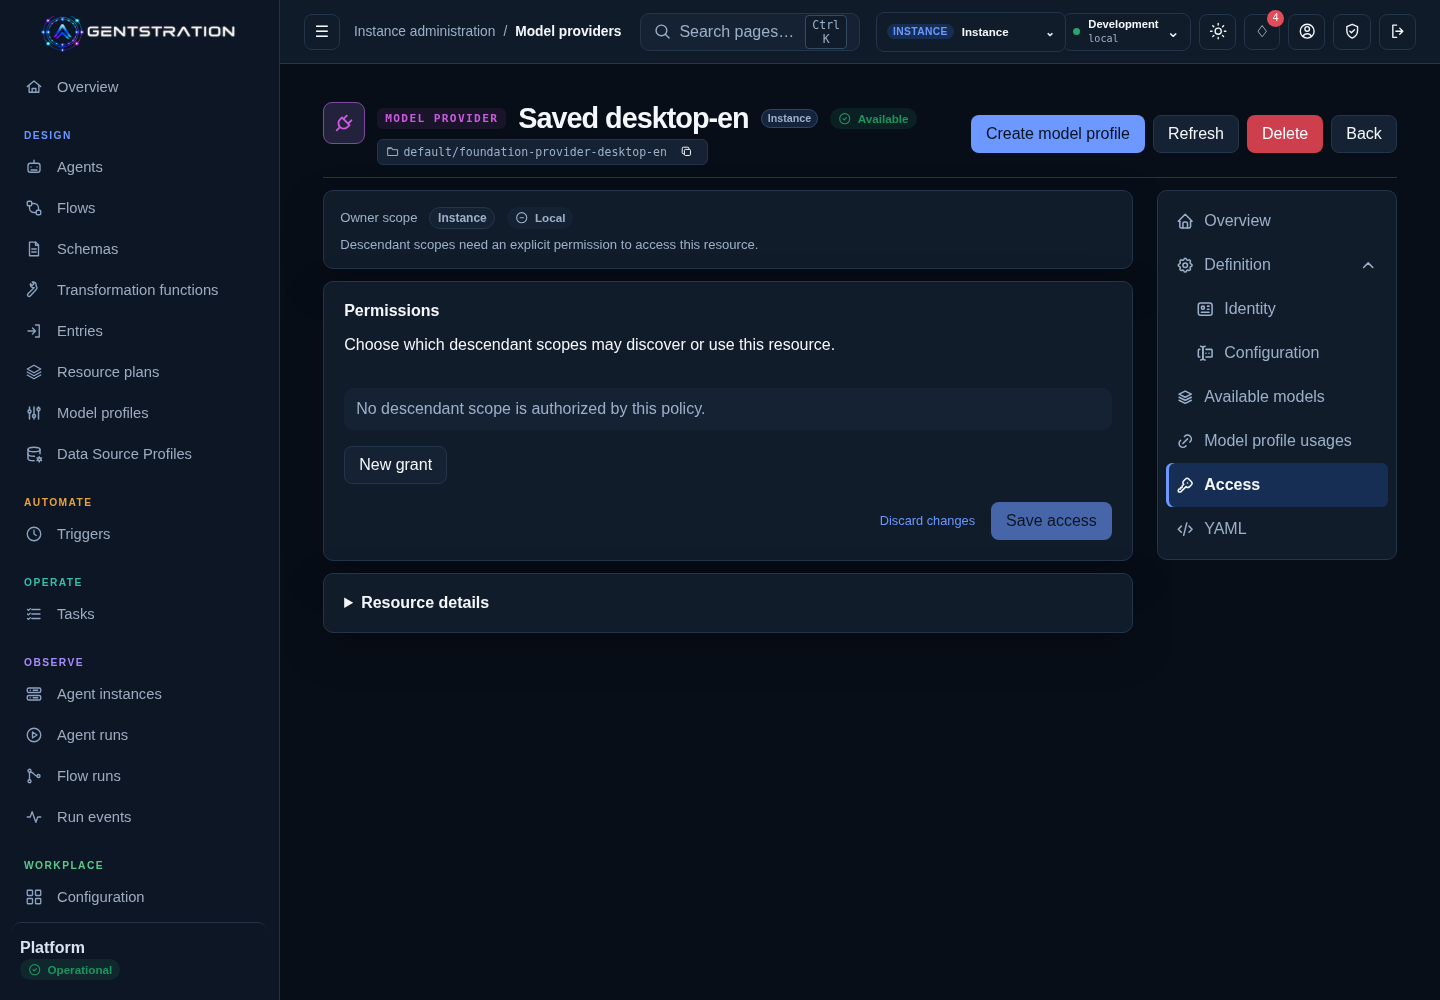 GENTSTRATION
Overview
DESIGN
Agents
Flows
Schemas
Transformation functions
Entries
Resource plans
Model profiles
Data Source Profiles
AUTOMATE
Triggers
OPERATE
Tasks
OBSERVE
Agent instances
Agent runs
Flow runs
Run events
WORKPLACE
Configuration
Platform
Operational
Instance administration / Model providers
Search pages…
Ctrl K
INSTANCE Instance
Development
local
4
MODEL PROVIDER Saved desktop-en Instance Available
default/foundation-provider-desktop-en
Create model profile Refresh Delete Back
Owner scope Instance Local
Descendant scopes need an explicit permission to access this resource.
Permissions
Choose which descendant scopes may discover or use this resource.
No descendant scope is authorized by this policy.
New grant
Discard changes Save access
Resource details
Overview
Definition
Identity
Configuration
Available models
Model profile usages
Access
YAML